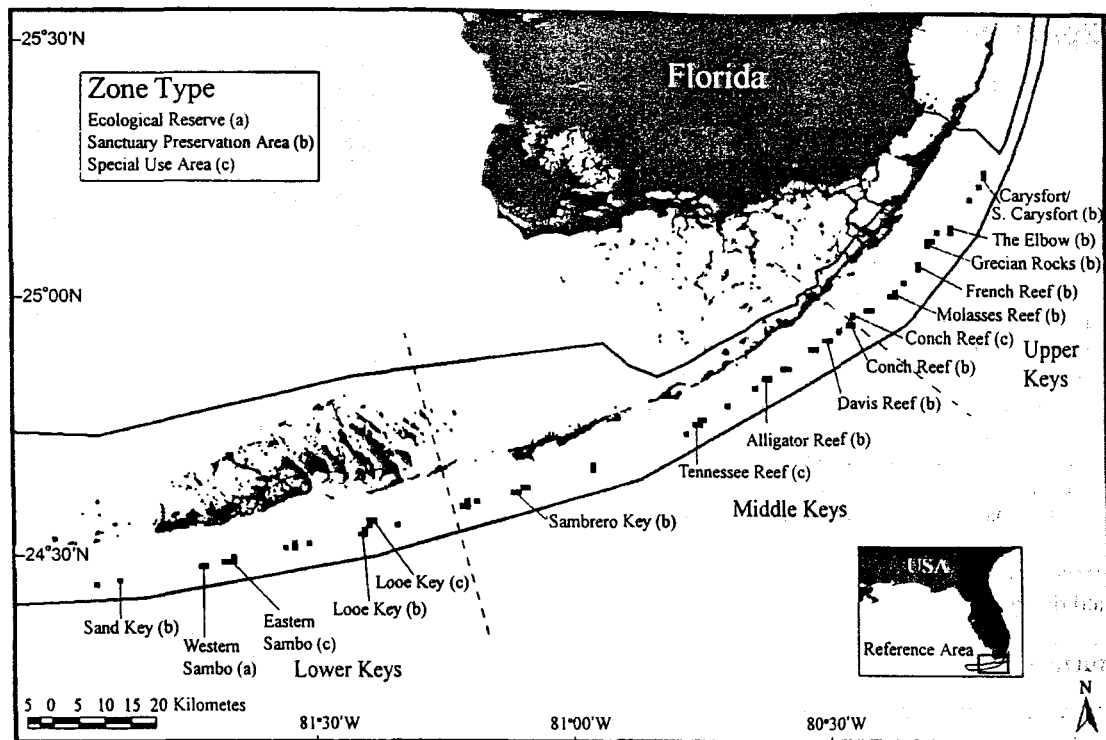 25°30'N
Zone Type
Ecological Reserve (a)
Sanctuary Preservation Area (b)
Special Use Area (c)
Florida
Carysfort/
S. Carysfort (b)
The Elbow (b)
Grecian Rocks (b)
25°00N
French Reef (b)
Molasses Reef (b)
Conch Reef (c)
Upper
Keys
Conch Reef (b)
Davis Reef (b)
Alligator Reef (b)
Tennessee Reef (c)
Middle Keys
Sambrero Key (b)
24°30'N
Looe Key (c)
Looe Key (b)
Eastern
Sambo (c)
Sand Key (b)
Western
Sambo (a)
Lower Keys
USA
Reference Area
N
5 0 5 10 15 20 Kilometes
81°30'W
81°00'W
80°30'W